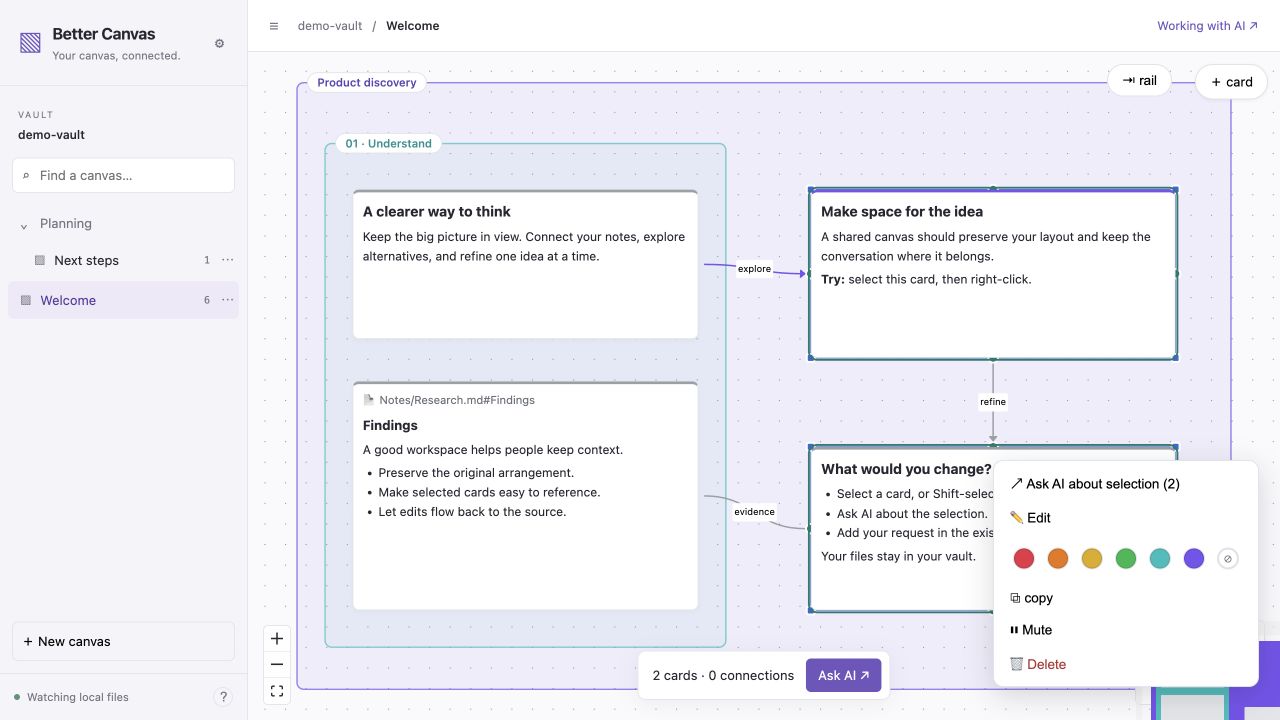 Better Canvas
Your canvas, connected.
VAULT
demo-vault
Find a canvas...
Planning
Next steps 1
Welcome 6
+ New canvas
Watching local files ?
demo-vault / Welcome
Working with AI ↗
Product discovery
⇥ rail
+ card
01 · Understand
A clearer way to think
Keep the big picture in view. Connect your notes, explore
alternatives, and refine one idea at a time.
explore
Make space for the idea
A shared canvas should preserve your layout and keep the
conversation where it belongs.
Try: select this card, then right-click.
refine
Notes/Research.md#Findings
Findings
A good workspace helps people keep context.
• Preserve the original arrangement.
• Make selected cards easy to reference.
• Let edits flow back to the source.
evidence
What would you change?
• Select a card, or Shift-selec
• Ask AI about the selection.
• Add your request in the exis
Your files stay in your vault.
↗ Ask AI about selection (2)
Edit
copy
Mute
Delete
2 cards · 0 connections
Ask AI ↗